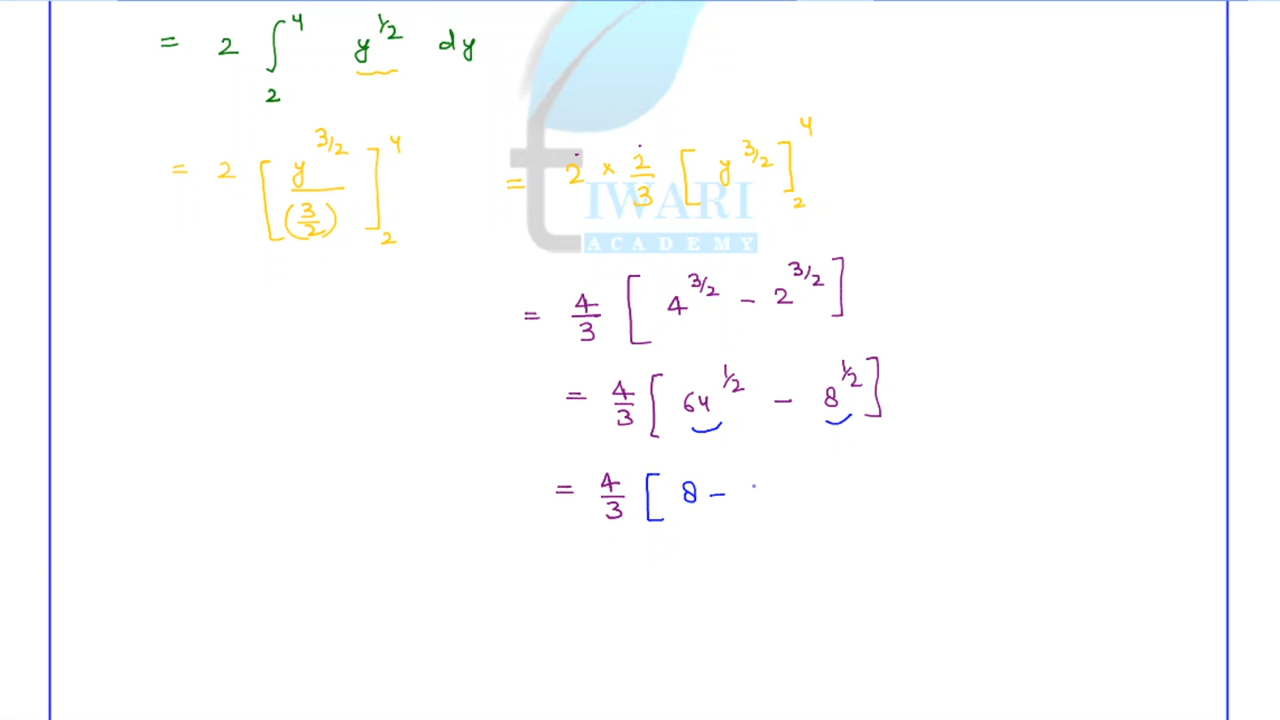 = 2 ∫₂⁴ y^1/2 dy
= 2 [ y^3/2 / (3/2) ]₂⁴ = 2 × 2/3 [ y^3/2 ]₂⁴
tIWARI
ACADEMY
= 4/3 [ 4^3/2 - 2^3/2 ]
= 4/3 [ 64^1/2 - 8^1/2 ]
= 4/3 [ 8 -